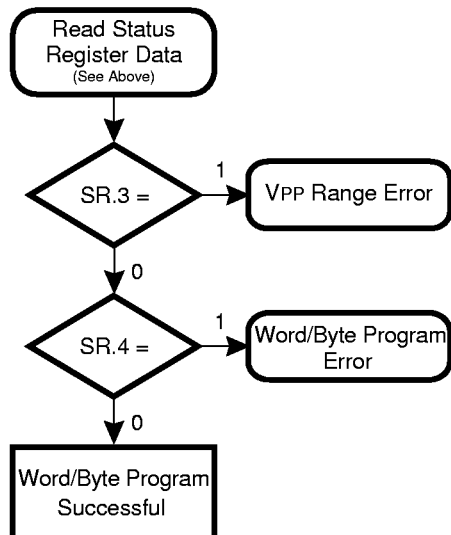 Read Status
Register Data
(See Above)
SR.3 =
1
VPP Range Error
0
SR.4 =
1
Word/Byte Program
Error
0
Word/Byte Program
Successful